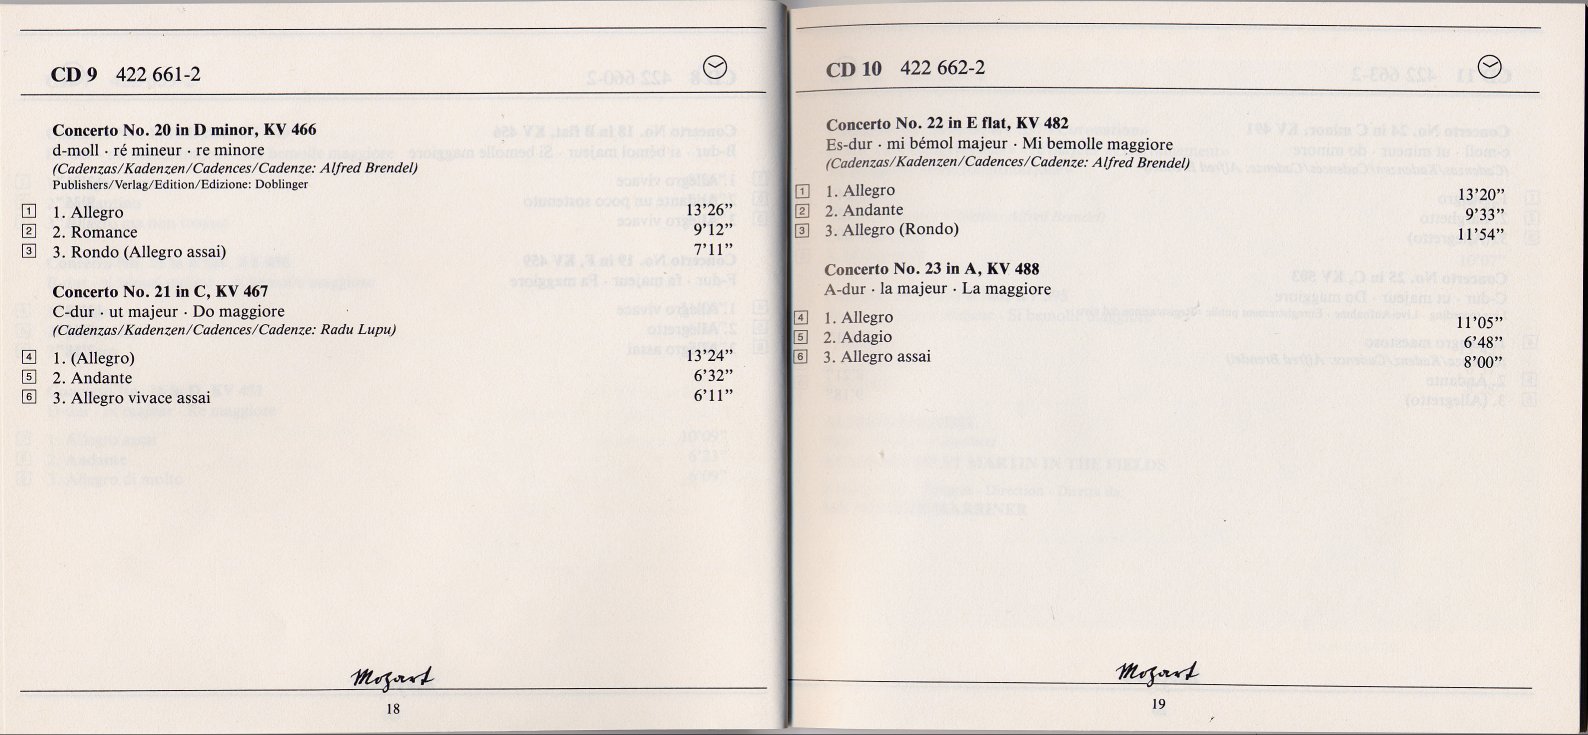 CD 9 422 661-2
Concerto No. 20 in D minor, KV 466
d-moll · ré mineur · re minore
(Cadenzas/Kadenzen/Cadences/Cadenze: Alfred Brendel)
Publishers/Verlag/Edition/Edizione: Doblinger
1 1. Allegro 13’26”
2 2. Romance 9’12”
3 3. Rondo (Allegro assai) 7’11”
Concerto No. 21 in C, KV 467
C-dur · ut majeur · Do maggiore
(Cadenzas/Kadenzen/Cadences/Cadenze: Radu Lupu)
4 1. (Allegro) 13’24”
5 2. Andante 6’32”
6 3. Allegro vivace assai 6’11”
Mozart
18
CD 10 422 662-2
Concerto No. 22 in E flat, KV 482
Es-dur · mi bémol majeur · Mi bemolle maggiore
(Cadenzas/Kadenzen/Cadences/Cadenze: Alfred Brendel)
1 1. Allegro 13’20”
2 2. Andante 9’33”
3 3. Allegro (Rondo) 11’54”
Concerto No. 23 in A, KV 488
A-dur · la majeur · La maggiore
4 1. Allegro 11’05”
5 2. Adagio 6’48”
6 3. Allegro assai 8’00”
Mozart
19